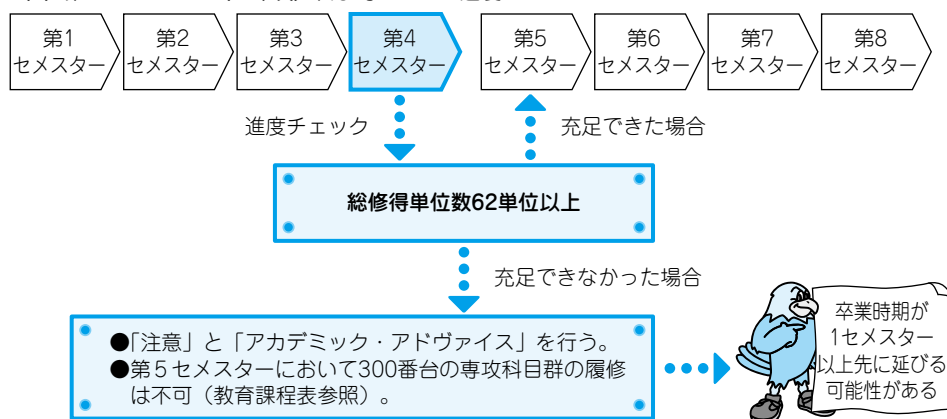 第1
セメスター
第2
セメスター
第3
セメスター
第4
セメスター
第5
セメスター
第6
セメスター
第7
セメスター
第8
セメスター
進度チェック
充足できた場合
総修得単位数62単位以上
充足できなかった場合
●「注意」と「アカデミック・アドヴァイス」を行う。
●第5セメスターにおいて300番台の専攻科目群の履修
は不可（教育課程表参照）。
卒業時期が
1セメスター
以上先に延びる
可能性がある